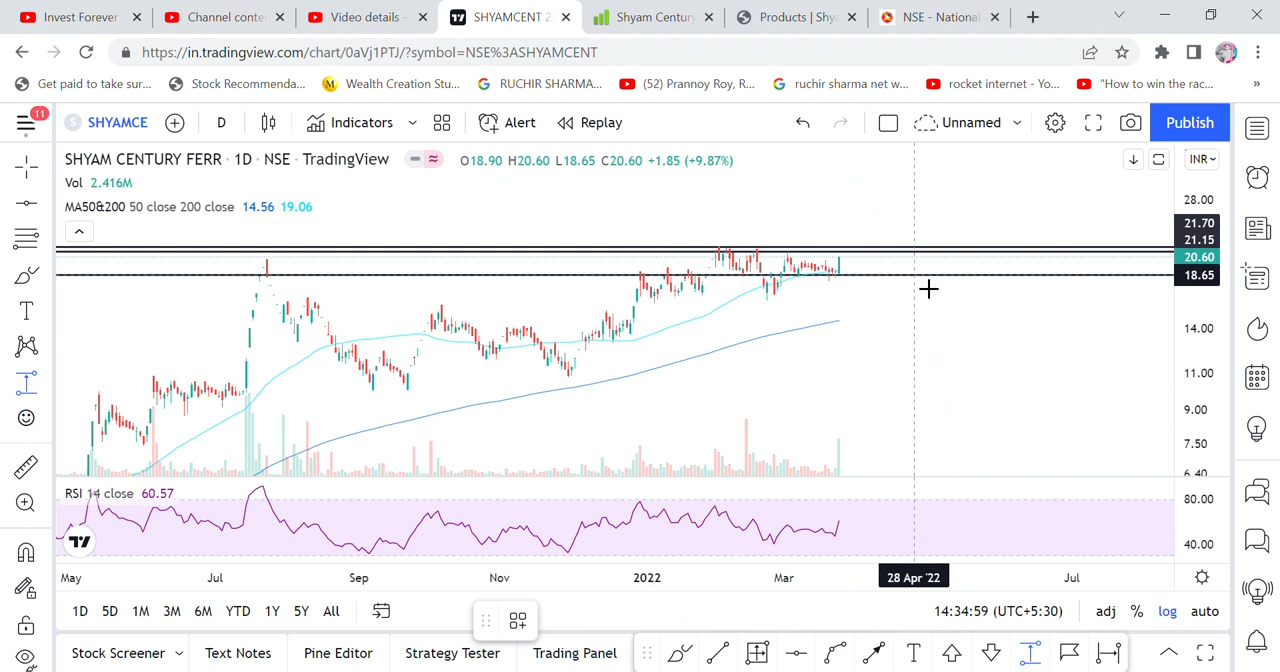 Invest Forever
Channel conte
Video details -
SHYAMCENT 2
Shyam Century
Products | Shya
NSE - National
https://in.tradingview.com/chart/0aVj1PTJ/?symbol=NSE%3ASHYAMCENT
Get paid to take sur...
Stock Recommenda...
M Wealth Creation Stu...
RUCHIR SHARMA...
(52) Prannoy Roy, R...
ruchir sharma net w...
rocket internet - Yo...
"How to win the rac...
»
11
S SHYAMCE
D
Indicators
Alert
Replay
Unnamed
Publish
SHYAM CENTURY FERR · 1D · NSE · TradingView
O18.90 H20.60 L18.65 C20.60 +1.85 (+9.87%)
INR
Vol 2.416M
MA50&200 50 close 200 close 14.56 19.06
28.00
21.70
21.15
20.60
18.65
14.00
11.00
9.00
7.50
6.40
RSI 14 close 60.57
80.00
40.00
May
Jul
Sep
Nov
2022
Mar
28 Apr '22
Jul
1D 5D 1M 3M 6M YTD 1Y 5Y All
14:34:59 (UTC+5:30)
adj % log auto
Stock Screener
Text Notes
Pine Editor
Strategy Tester
Trading Panel